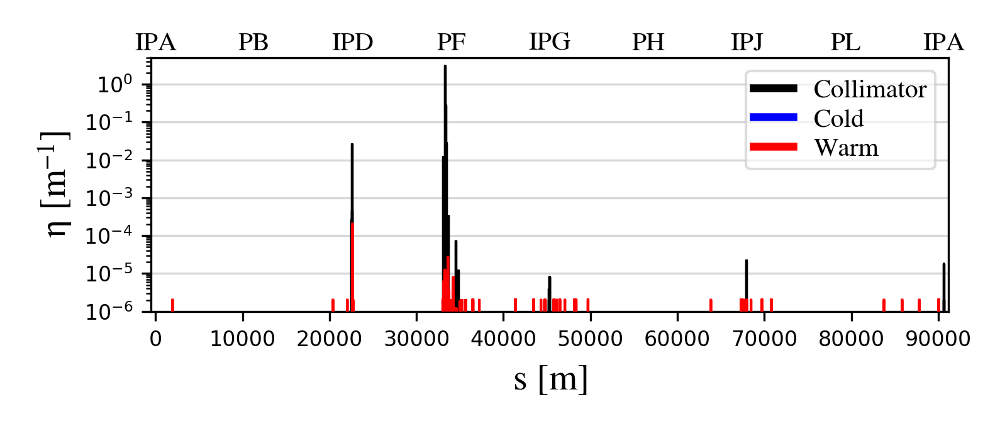 IPA PB IPD PF IPG PH IPJ PL IPA
Collimator
Cold
Warm
10⁰
10⁻¹
10⁻²
10⁻³
10⁻⁴
10⁻⁵
10⁻⁶
η [m⁻¹]
0 10000 20000 30000 40000 50000 60000 70000 80000 90000
s [m]